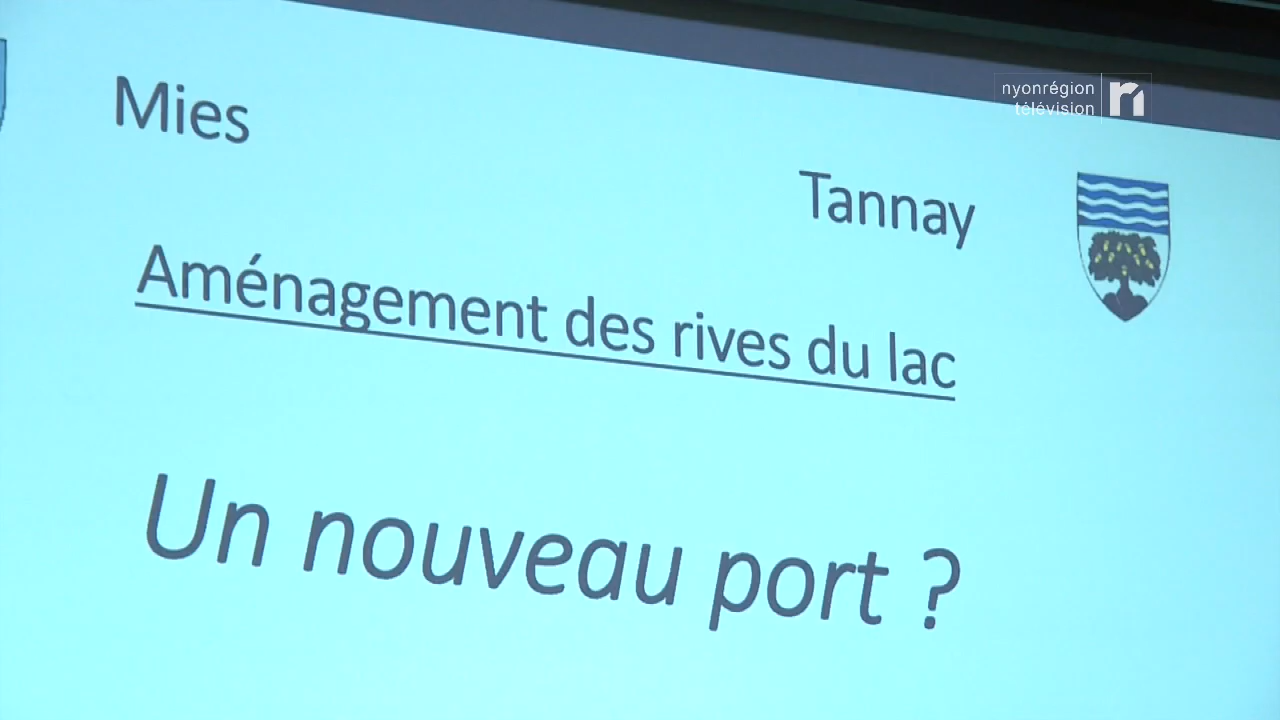 nyonrégion
télévision
Mies
Tannay
Aménagement des rives du lac
Un nouveau port ?